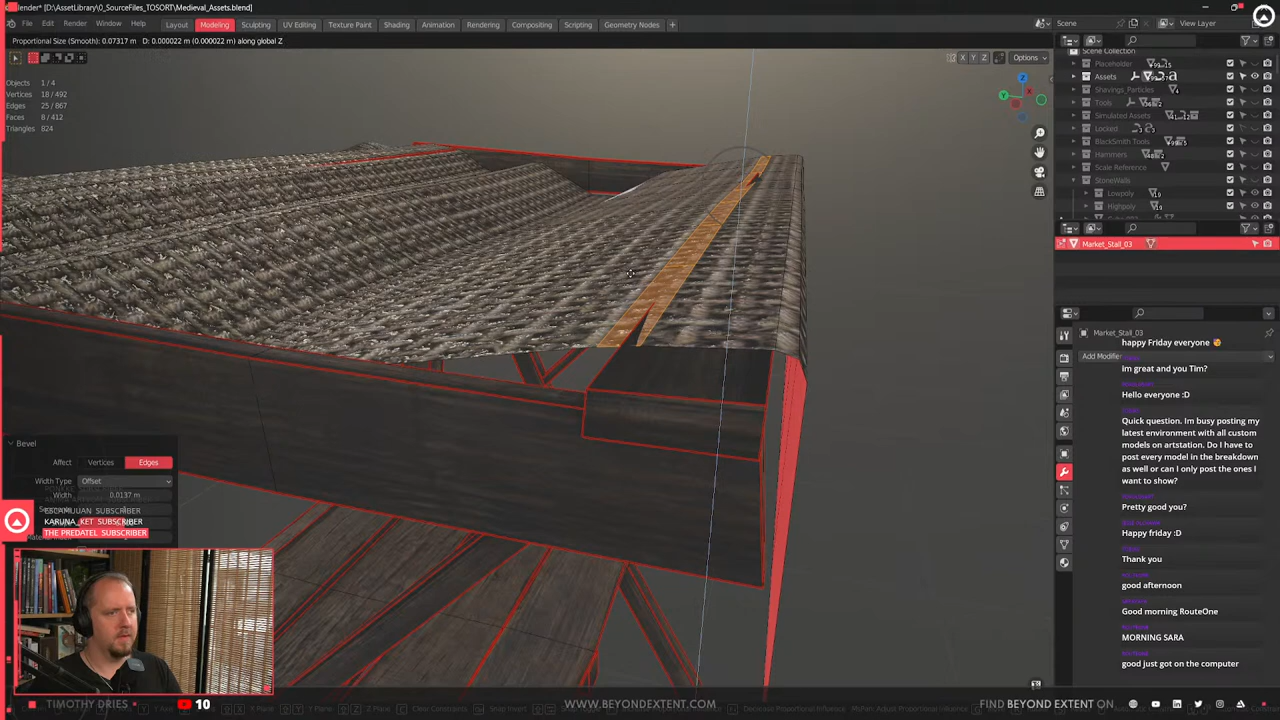 Blender* [D:\AssetLibrary\0_SourceFiles_TOSORT\Medieval_Assets.blend]
File Edit Render Window Help Layout Modeling Sculpting UV Editing Texture Paint Shading Animation Rendering Compositing Scripting Geometry Nodes + Scene View Layer
Proportional Size (Smooth): 0.07317 m D: 0.000022 m (0.000022 m) along global Z
X Y Z Options
Objects 1/4
Vertices 18/492
Edges 25/867
Faces 8/412
Triangles 824
Scene Collection
Placeholder
Assets
Shavings_Particles
Tools
Simulated Assets
Locked
BlackSmith Tools
Hammers
Scale Reference
StoneWalls
Lowpoly
Highpoly
Market_Stall_03
Market_Stall_03
happy Friday everyone
Add Modifier
im great and you Tim?
Hello everyone :D
Quick question. Im busy posting my
latest environment with all custom
models on artstation. Do I have to
post every model in the breakdown
as well or can I only post the ones I
want to show?
Pretty good you?
Happy friday :D
Thank you
good afternoon
Good morning RouteOne
MORNING SARA
good just got on the computer
Bevel
Affect Vertices Edges
Width Type Offset
Width 0.0137 m
KARUNA_KET SUBSCRIBER
THE PREDATEL SUBSCRIBER
TIMOTHY DRIES 10 WWW.BEYONDEXTENT.COM FIND BEYOND EXTENT ON